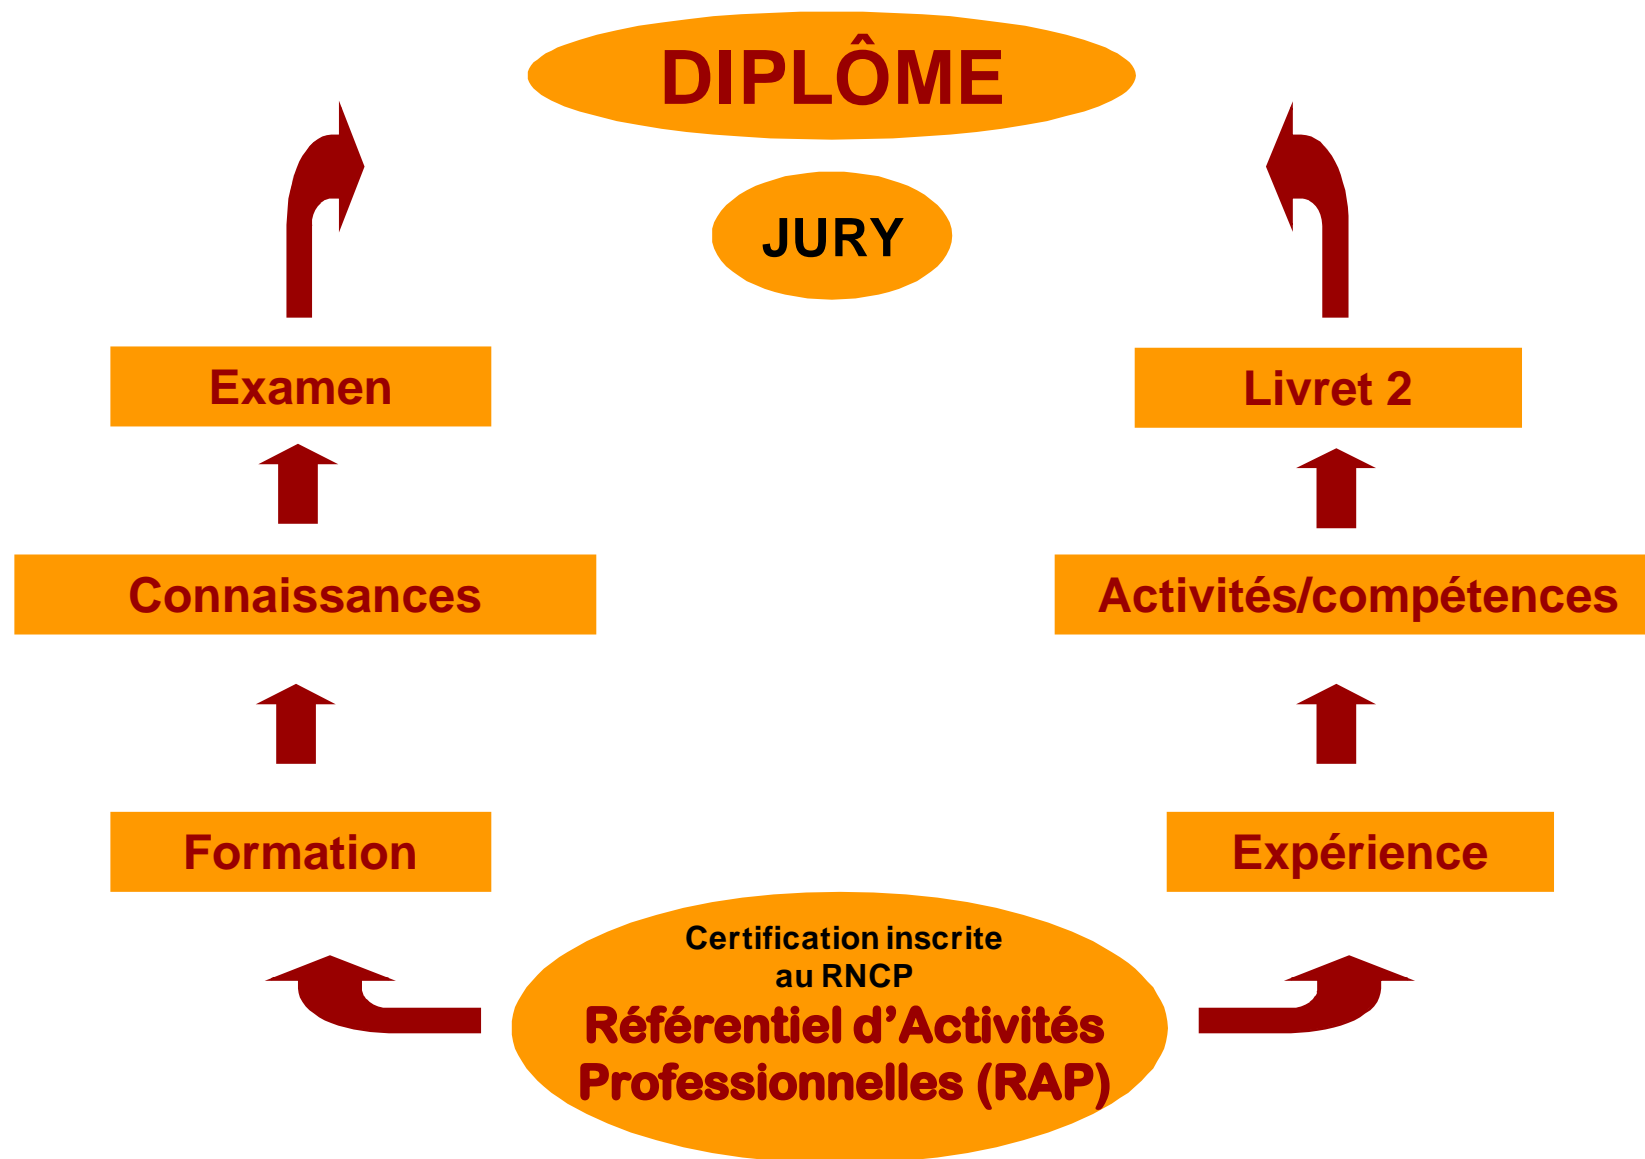 DIPLÔME
JURY
Examen
Livret 2
Connaissances
Activités/compétences
Formation
Expérience
Certification inscrite
au RNCP
Référentiel d’Activités
Professionnelles (RAP)